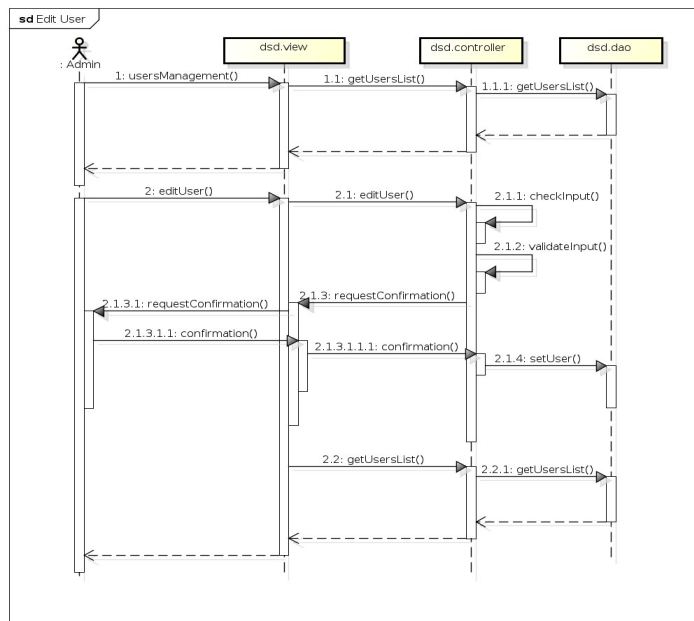 sd Edit User
: Admin
dsd.view
dsd.controller
dsd.dao
1: usersManagement()
1.1: getUsersList()
1.1.1: getUsersList()
2: editUser()
2.1: editUser()
2.1.1: checkInput()
2.1.2: validateInput()
2.1.3: requestConfirmation()
2.1.3.1: requestConfirmation()
2.1.3.1.1: confirmation()
2.1.3.1.1.1: confirmation()
2.1.4: setUser()
2.2: getUsersList()
2.2.1: getUsersList()